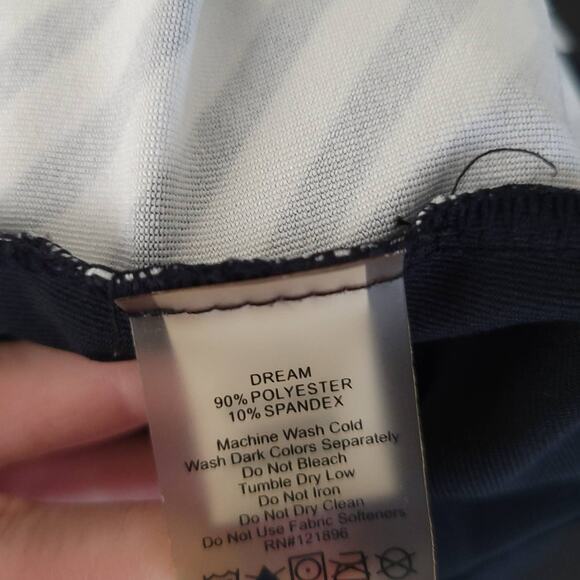 DREAM
90% POLYESTER
10% SPANDEX
Machine Wash Cold
Wash Dark Colors Separately
Do Not Bleach
Tumble Dry Low
Do Not Iron
Do Not Dry Clean
Do Not Use Fabric Softeners
RN#121896